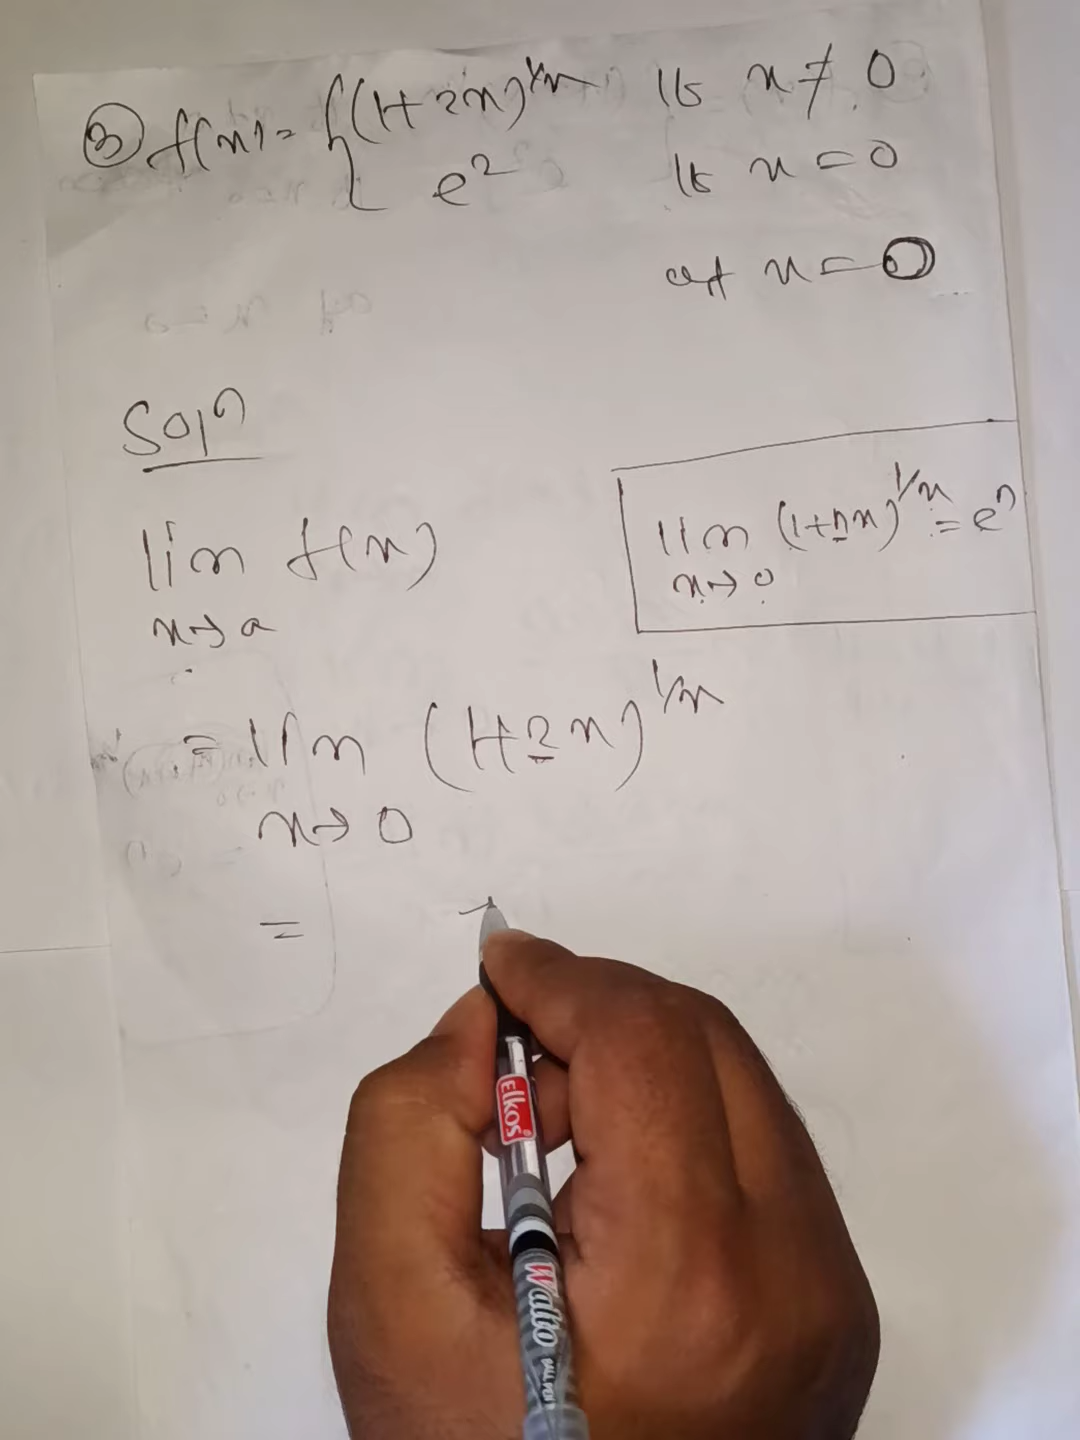 ③ f(x) = { (1+2x)^1/x if x ≠ 0
e² if x = 0
at x = 0
Solⁿ
lim f(x)
x→a
lim (1+nx)^1/x = eⁿ
x→0
= lim (1+2x)^1/x
x→0
=
Elkos
Walto